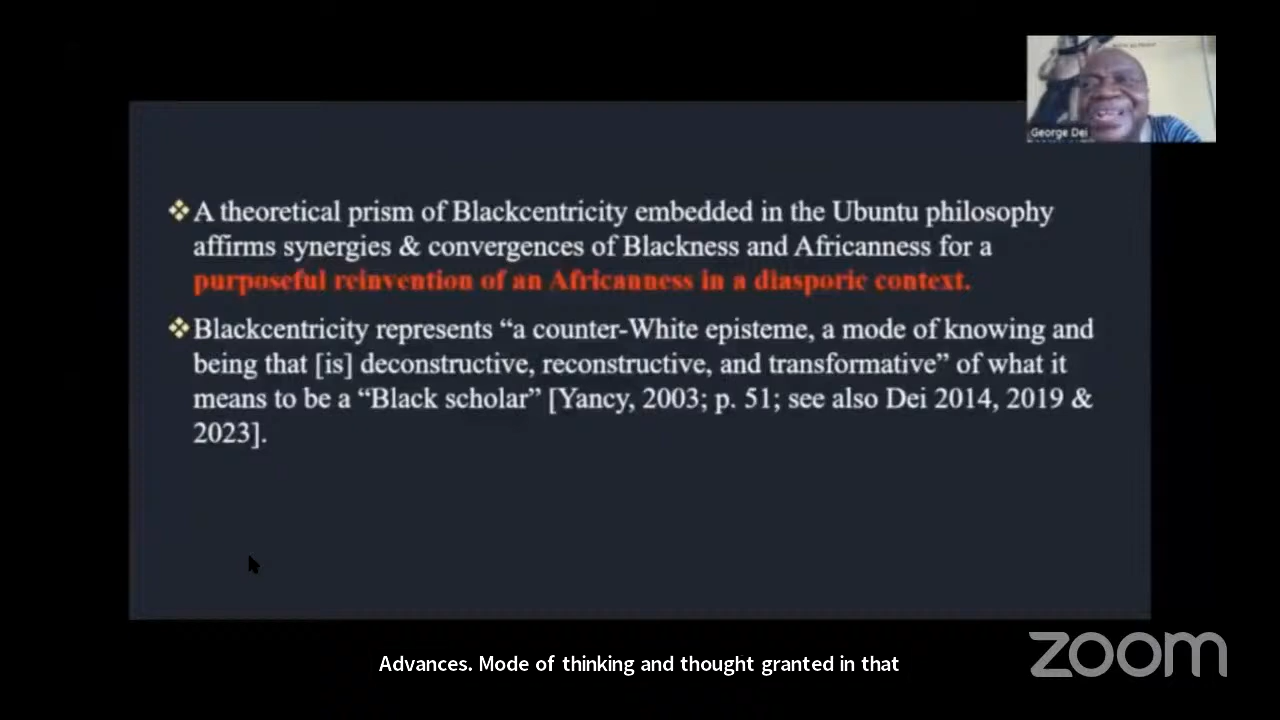 George Dei
❖A theoretical prism of Blackcentricity embedded in the Ubuntu philosophy
affirms synergies & convergences of Blackness and Africanness for a
purposeful reinvention of an Africanness in a diasporic context.
❖Blackcentricity represents “a counter-White episteme, a mode of knowing and
being that [is] deconstructive, reconstructive, and transformative” of what it
means to be a “Black scholar” [Yancy, 2003; p. 51; see also Dei 2014, 2019 &
2023].
Advances. Mode of thinking and thought granted in that
zoom